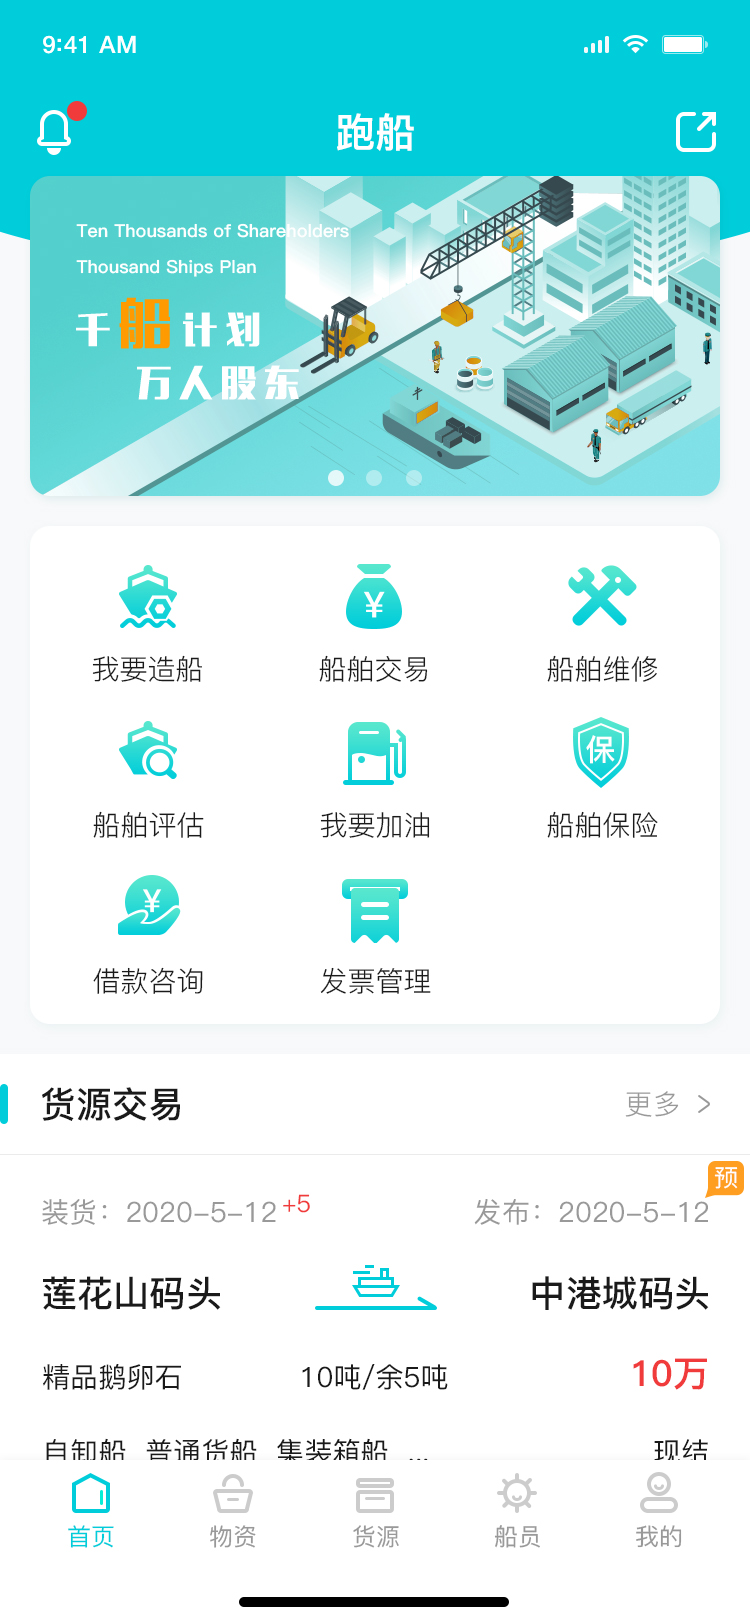 9:41 AM
跑船
Ten Thousands of Shareholders
Thousand Ships Plan
千船计划
万人股东
我要造船 船舶交易 船舶维修
保
船舶评估 我要加油 船舶保险
借款咨询 发票管理
货源交易 更多
预
装货：2020-5-12 +5 发布：2020-5-12
莲花山码头 中港城码头
精品鹅卵石 10吨/余5吨 10万
自卸船 普通货船 集装箱船 ... 现结
首页 物资 货源 船员 我的